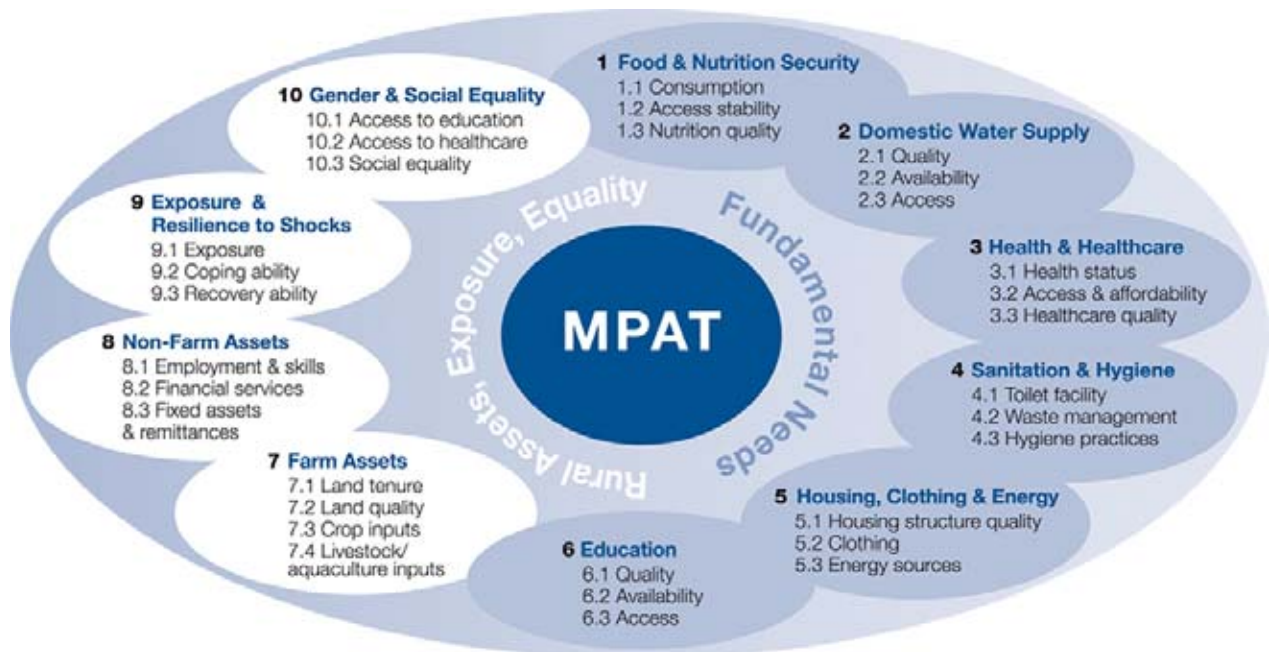 1 Food & Nutrition Security
1.1 Consumption
1.2 Access stability
1.3 Nutrition quality
2 Domestic Water Supply
2.1 Quality
2.2 Availability
2.3 Access
3 Health & Healthcare
3.1 Health status
3.2 Access & affordability
3.3 Healthcare quality
4 Sanitation & Hygiene
4.1 Toilet facility
4.2 Waste management
4.3 Hygiene practices
5 Housing, Clothing & Energy
5.1 Housing structure quality
5.2 Clothing
5.3 Energy sources
6 Education
6.1 Quality
6.2 Availability
6.3 Access
7 Farm Assets
7.1 Land tenure
7.2 Land quality
7.3 Crop inputs
7.4 Livestock/
aquaculture inputs
8 Non-Farm Assets
8.1 Employment & skills
8.2 Financial services
8.3 Fixed assets
& remittances
9 Exposure &
Resilience to Shocks
9.1 Exposure
9.2 Coping ability
9.3 Recovery ability
10 Gender & Social Equality
10.1 Access to education
10.2 Access to healthcare
10.3 Social equality
Rural Assets, Exposure, Equality
Fundamental Needs
MPAT